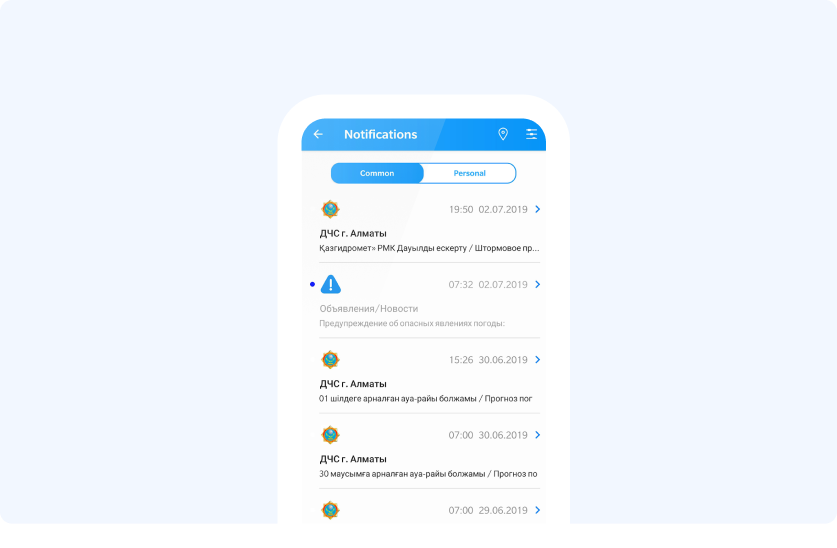 Notifications
Common Personal
19:50 02.07.2019
ДЧС г. Алматы
Қазгидромет» РМК Дауылды ескерту / Штормовое пр...
07:32 02.07.2019
Объявления/Новости
Предупреждение об опасных явлениях погоды:
15:26 30.06.2019
ДЧС г. Алматы
01 шілдеге арналған ауа-райы болжамы / Прогноз пог
07:00 30.06.2019
ДЧС г. Алматы
30 маусымға арналған ауа-райы болжамы / Прогноз по
07:00 29.06.2019